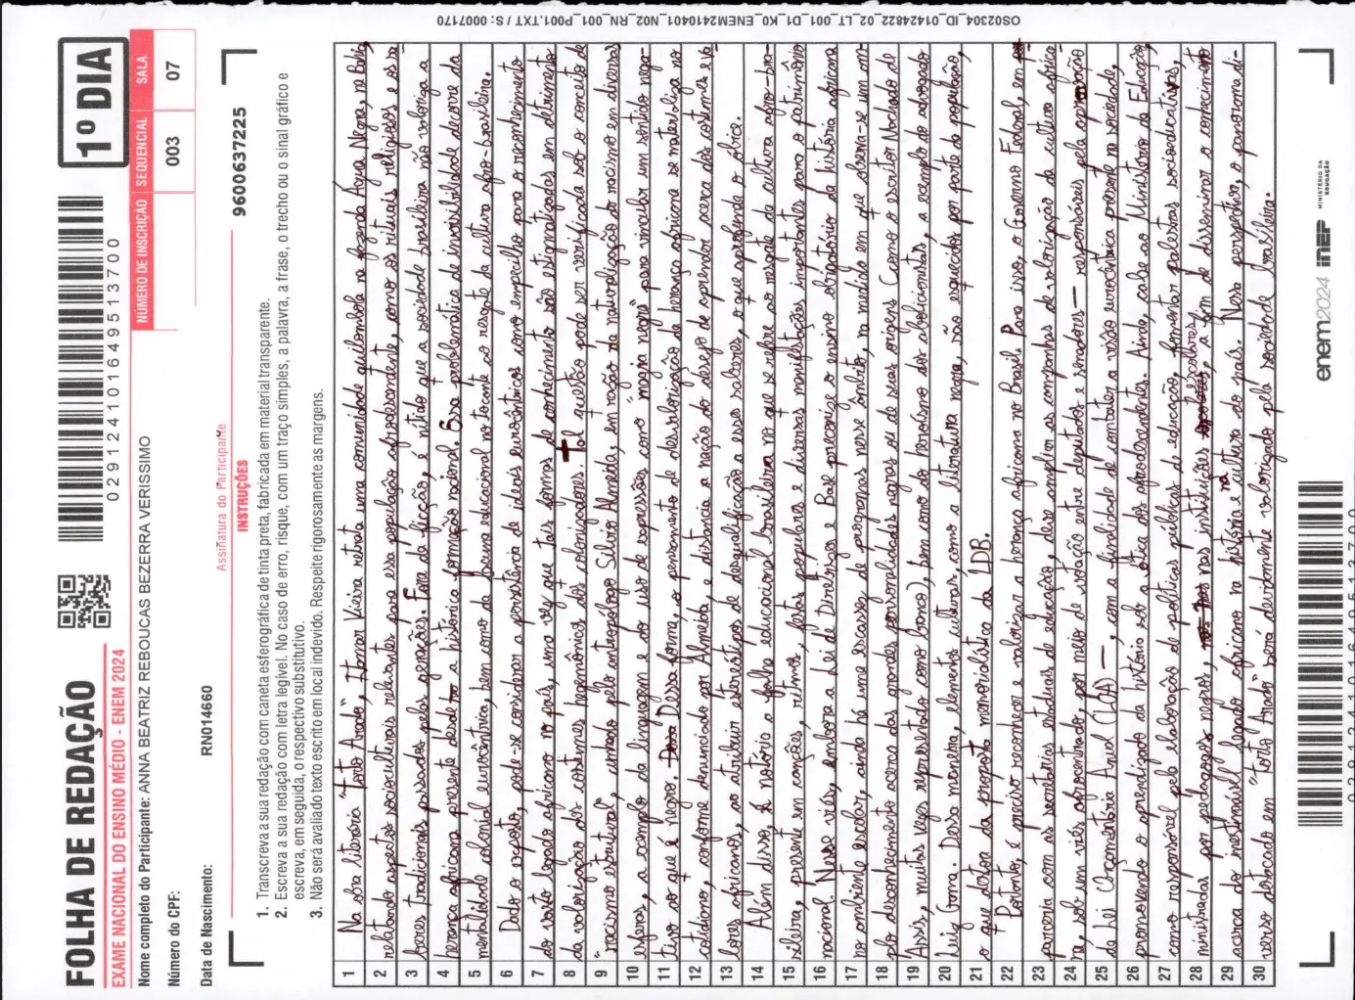 OS02304_ID_01424822_02_LT_001_D1_K0_ENEM2410401_N02_RN_001_P001.TXT / S: 0007170
FOLHA DE REDAÇÃO
EXAME NACIONAL DO ENSINO MÉDIO - ENEM 2024
029124101649513700
1º DIA
NÚMERO DE INSCRIÇÃO SEQUENCIAL SALA
003 07
Nome completo do Participante: ANNA BEATRIZ REBOUCAS BEZERRA VERISSIMO
Número do CPF:
Data de Nascimento: RN014660
Assinatura do Participante
960063722 5
INSTRUÇÕES
1. Transcreva a sua redação com caneta esferográfica de tinta preta, fabricada em material transparente.
2. Escreva a sua redação com letra legível. No caso de erro, risque, com um traço simples, a palavra, a frase, o trecho ou o sinal gráfico e
escreva, em seguida, o respectivo substitutivo.
3. Não será avaliado texto escrito em local indevido. Respeite rigorosamente as margens.
1 Na obra literária "Torto Arado", Itamar Vieira retrata uma comunidade quilombola na fazenda Água Negra, na Bahia,
2 relatando aspectos socioculturais relevantes para essa população afrodescendente, como os rituais religiosos e os sa-
3 beres tradicionais passados pelas gerações. Fora da ficção, é nítido que a sociedade brasileira não valoriza a
4 herança africana presente desde a histórica formação nacional. Essa problemática de invisibilidade decorre da
5 mentalidade colonial eurocêntrica, bem como da lacuna educacional no tocante ao resgate da cultura afro-brasileira.
6 Dado o exposto, pode-se considerar a persistência de ideais eurocêntricos como empecilho para o reconhecimento
7 do vasto legado africano no país, uma vez que tais formas de conhecimento são estigmatizadas em detrimento
8 da valorização dos costumes hegemônicos dos colonizadores. Tal questão pode ser verificada sob o conceito de
9 "racismo estrutural", cunhado pelo antropólogo Silvio Almeida, em razão da naturalização do racismo em diversas
10 esferas, a exemplo da linguagem e do uso de expressões como "magia negra" para vincular um sentido nega-
11 tivo ao que é negro. Dessa forma, o pensamento de desvalorização da herança africana se materializa no
12 cotidiano, conforme denunciado por Almeida, e distancia a nação do desejo de aprender acerca dos costumes e va-
13 lores africanos, ao atribuir estereótipos de desqualificação a esses saberes, o que aprofunda o óbice.
14 Além disso, é notório a falha educacional brasileira no que se refere ao resgate da cultura afro-bra-
15 sileira, presente em canções, ritmos, festas populares e diversas manifestações importantes para o patrimônio
16 nacional. Nesse viés, embora a Lei de Diretrizes e Base preconize o ensino obrigatório da história africana
17 no ambiente escolar, ainda há uma escassez de programas nesse âmbito, na medida em que observa-se um am-
18 plo desconhecimento acerca das grandes personalidades negras ou de suas origens (como o escritor Machado de
19 Assis, muitas vezes representado como branco), bem como do heroísmo dos abolicionistas, a exemplo do advogado
20 Luiz Gama. Dessa maneira, elementos culturais, como a literatura negra, são esquecidos por parte da população,
21 o que destoa da proposta memorialística da LDB.
22 Portanto, é preciso reconhecer e valorizar a herança africana no Brasil. Para isso, o Governo Federal, em
23 parceria com as secretarias estaduais de educação, deve ampliar as campanhas de valorização da cultura africa-
24 na, sob um viés afrocentrado, por meio de votação entre deputados e senadores — responsáveis pela aprovação
25 da Lei Orçamentária Anual (LOA) —, com a finalidade de combater a visão eurocêntrica presente na sociedade,
26 promovendo o aprendizado da história sob a ótica dos afrodescendentes. Ainda, cabe ao Ministério da Educação,
27 como responsável pela elaboração de políticas públicas de educação, fomentar palestras socioeducativas,
28 ministradas por pedagogos negros, nas instituições escolares, a fim de disseminar o conhecimento
29 acerca do inestimável legado africano na história e na cultura do país. Nessa perspectiva, o panorama di-
30 verso destacado em "Torto Arado" será devidamente valorizado pela sociedade brasileira.
029124101649513700
enem2024 inep MINISTÉRIO DA EDUCAÇÃO